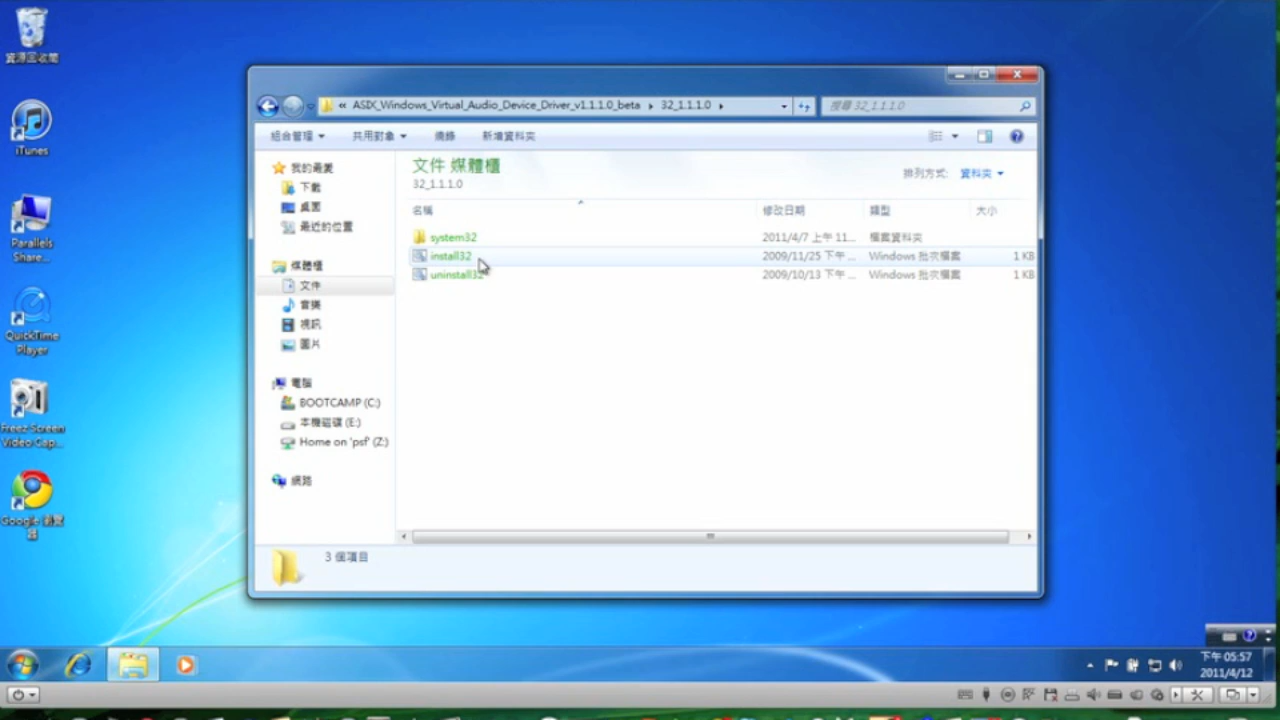 資源回收筒
iTunes
Parallels
Share...
QuickTime
Player
Freez Screen
Video Cap...
Google 瀏覽
器
« ASIX_Windows_Virtual_Audio_Device_Driver_v1.1.1.0_beta ▸ 32_1.1.1.0 ▸
搜尋 32_1.1.1.0
組合管理 ▼ 共用對象 ▼ 燒錄 新增資料夾
我的最愛
下載
桌面
最近的位置
媒體櫃
文件
音樂
視訊
圖片
電腦
BOOTCAMP (C:)
本機磁碟 (E:)
Home on 'psf' (Z:)
網路
文件 媒體櫃
32_1.1.1.0
排列方式: 資料夾 ▼
名稱 修改日期 類型 大小
system32 2011/4/7 上午 11... 檔案資料夾
install32 2009/11/25 下午 ... Windows 批次檔案 1 KB
uninstall32 2009/10/13 下午 ... Windows 批次檔案 1 KB
3 個項目
下午 05:57
2011/4/12